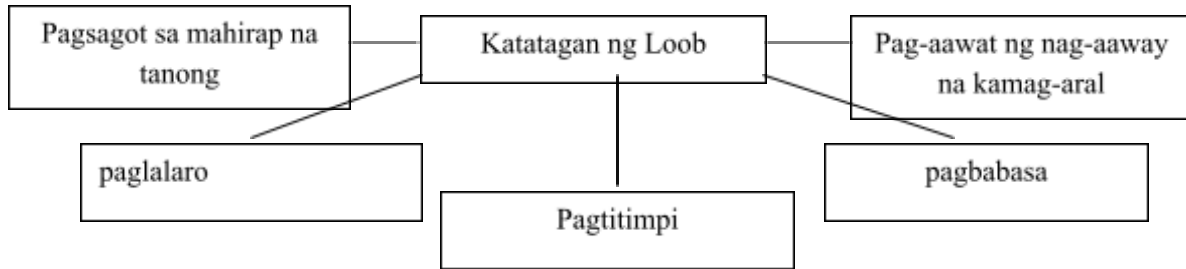 Pagsagot sa mahirap na
tanong
Katatagan ng Loob
Pag-aawat ng nag-aaway
na kamag-aral
paglalaro
Pagtitimpi
pagbabasa